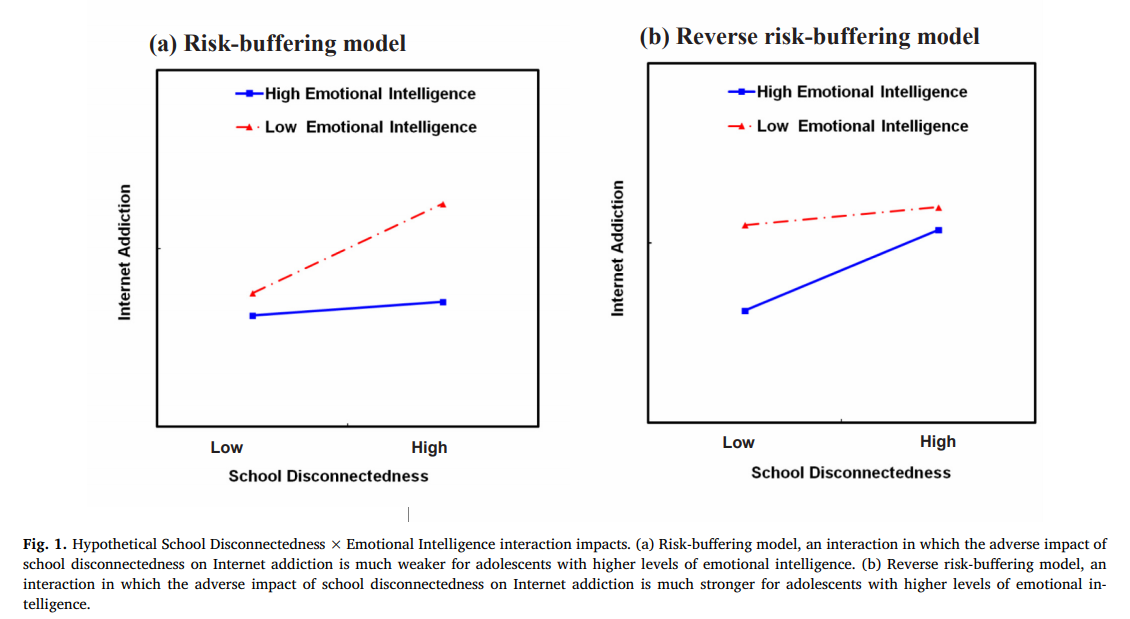 (a) Risk-buffering model
High Emotional Intelligence
Low Emotional Intelligence
Internet Addiction
Low High
School Disconnectedness
(b) Reverse risk-buffering model
High Emotional Intelligence
Low Emotional Intelligence
Internet Addiction
Low High
School Disconnectedness
Fig. 1. Hypothetical School Disconnectedness × Emotional Intelligence interaction impacts. (a) Risk-buffering model, an interaction in which the adverse impact of
school disconnectedness on Internet addiction is much weaker for adolescents with higher levels of emotional intelligence. (b) Reverse risk-buffering model, an
interaction in which the adverse impact of school disconnectedness on Internet addiction is much stronger for adolescents with higher levels of emotional in-
telligence.